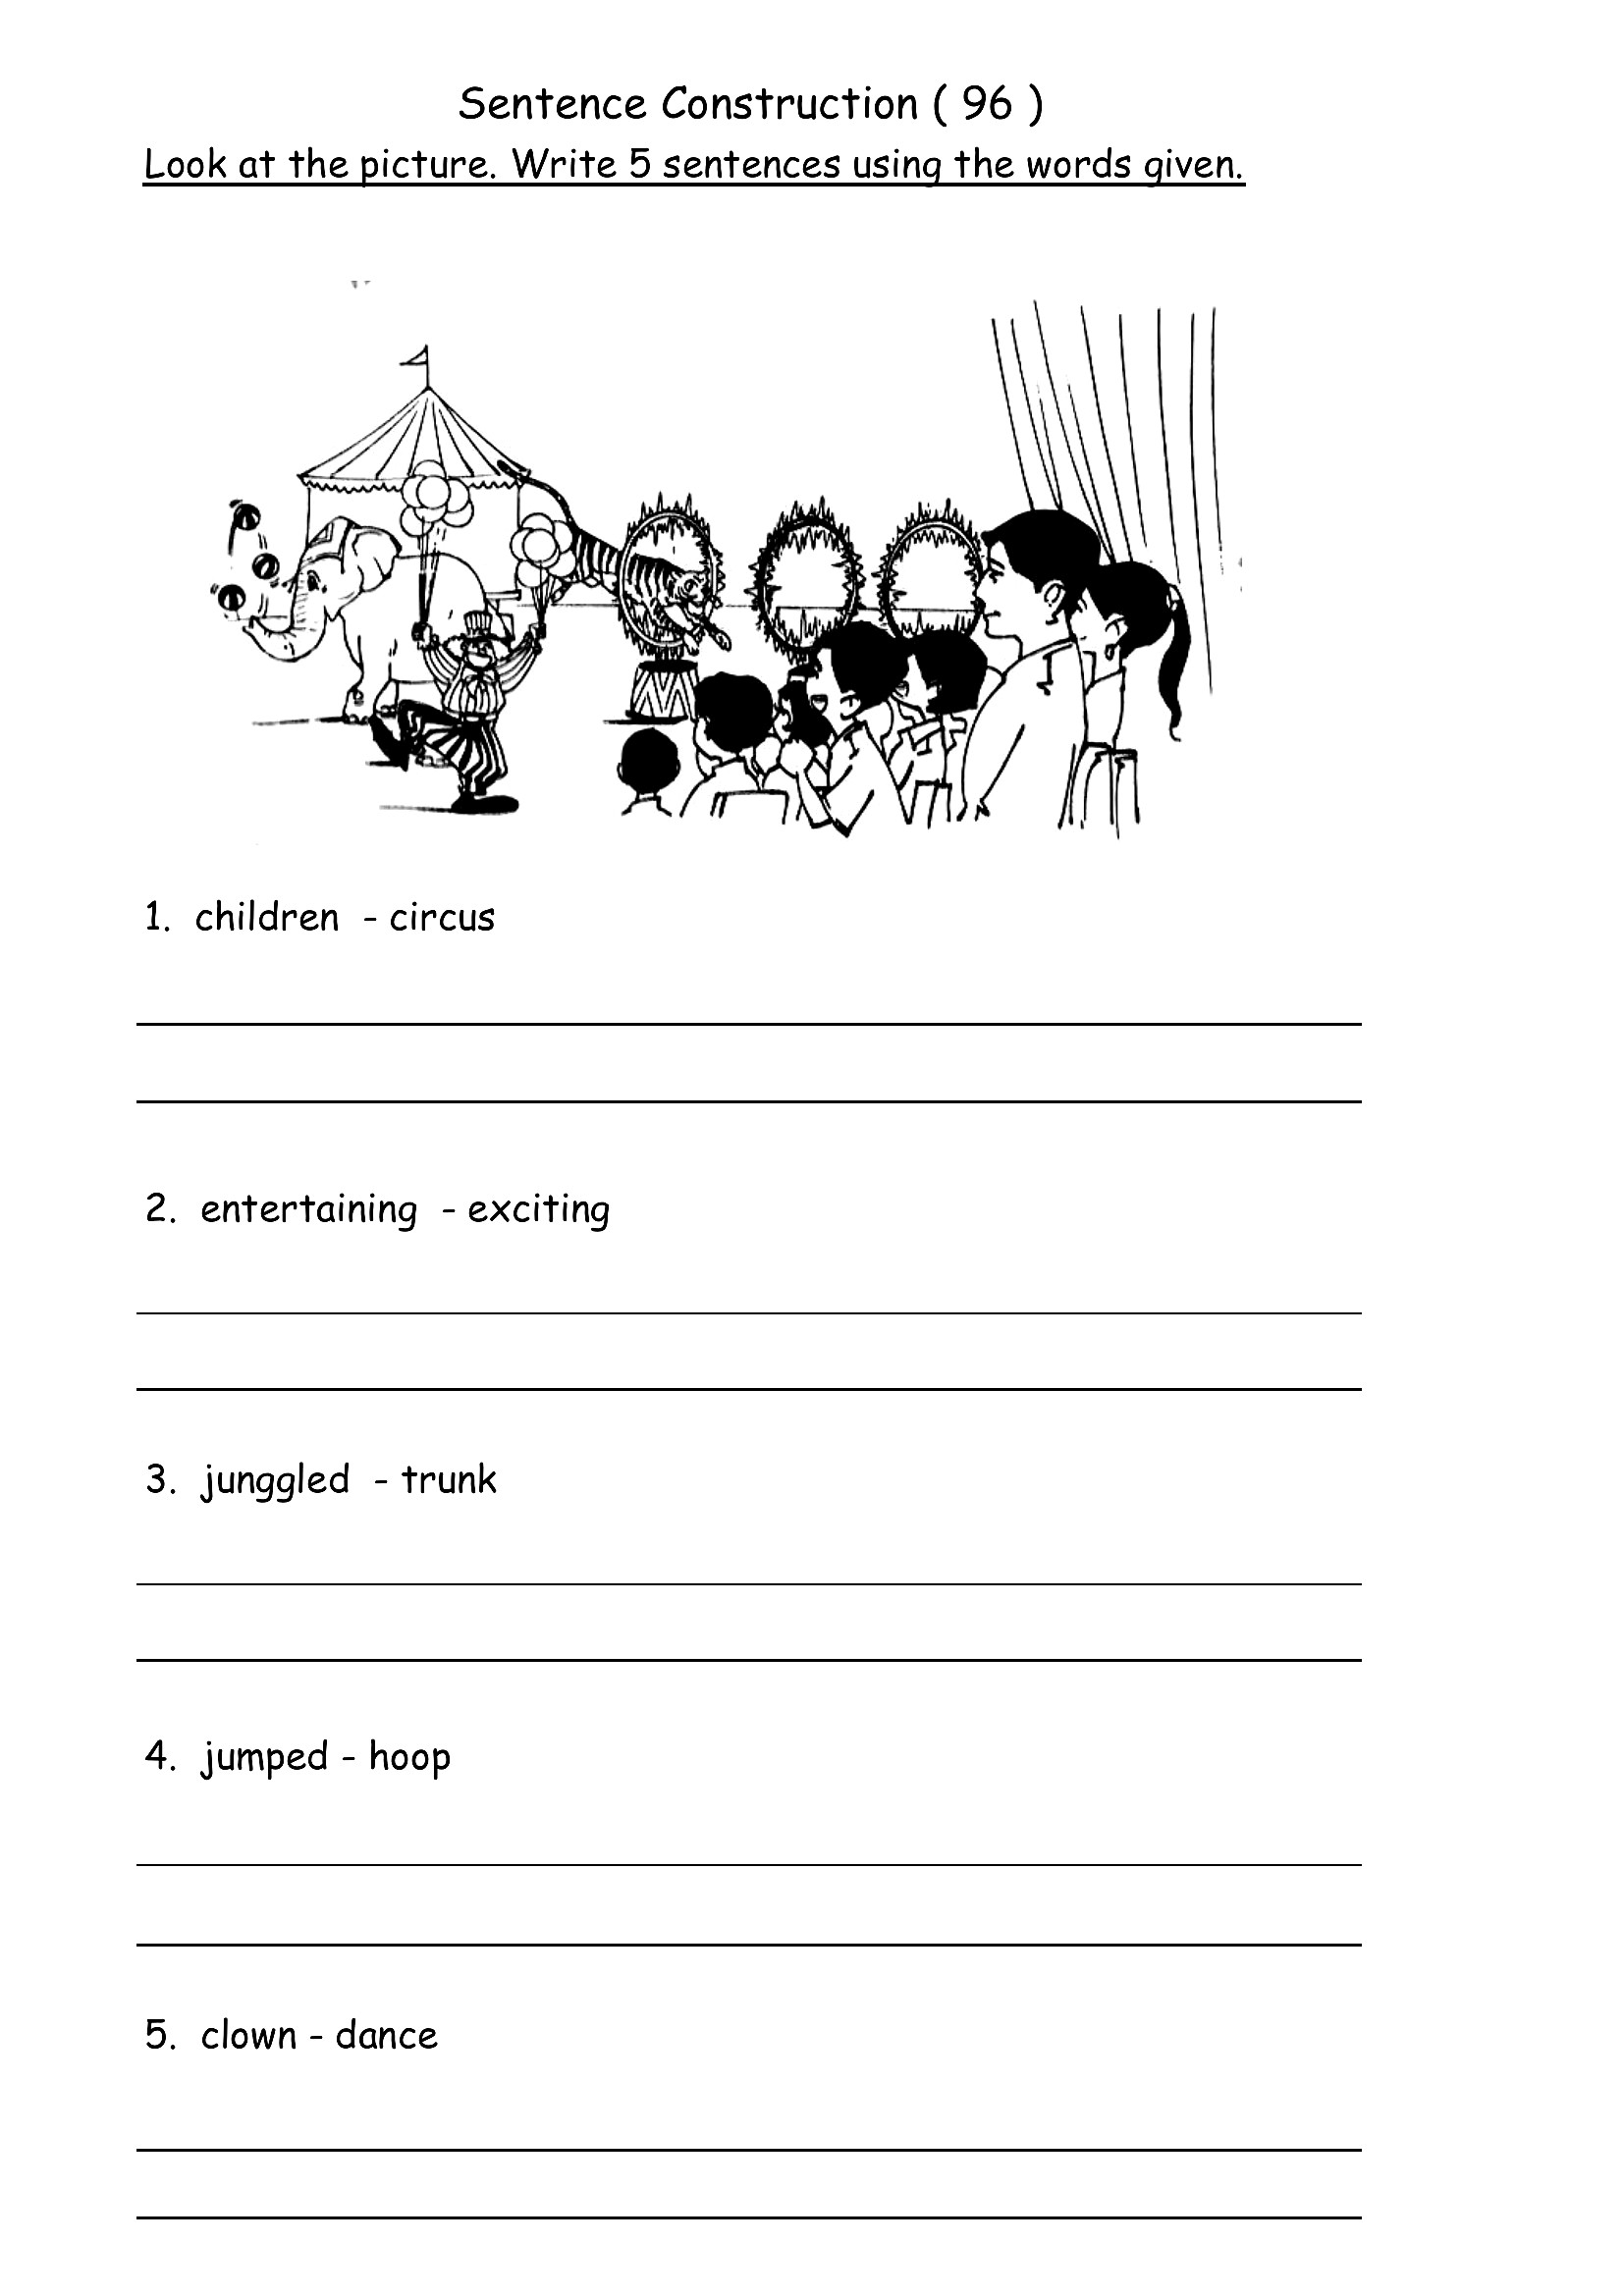 Sentence Construction ( 96 )
Look at the picture. Write 5 sentences using the words given.
1. children - circus
2. entertaining - exciting
3. junggled - trunk
4. jumped - hoop
5. clown - dance